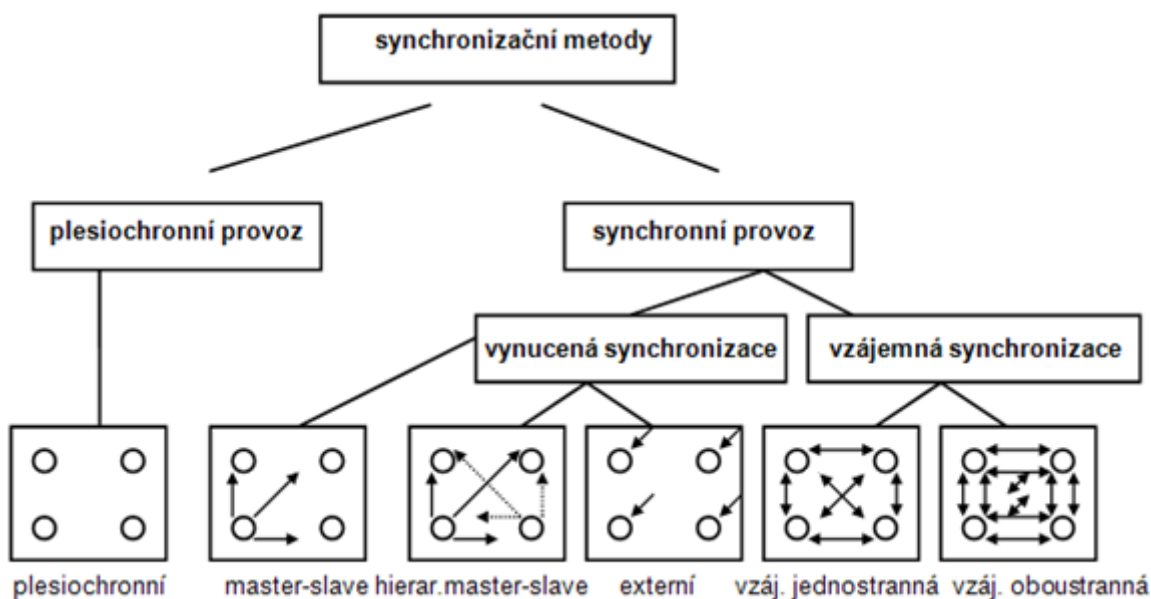 synchronizační metody
plesiochronní provoz
synchronní provoz
vynucená synchronizace
vzájemná synchronizace
plesiochronní
master-slave
hierar.master-slave
externí
vzáj. jednostranná
vzáj. oboustranná